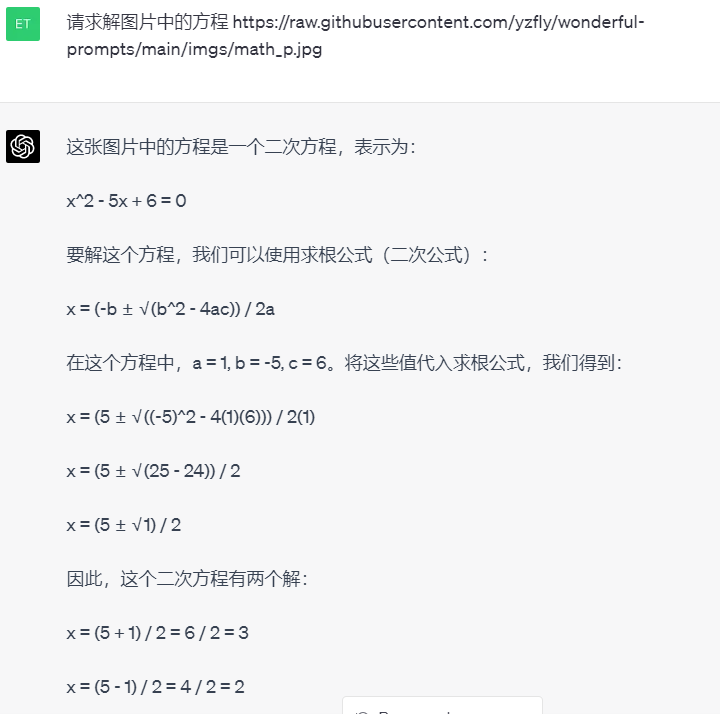 ET
请求解图片中的方程 https://raw.githubusercontent.com/yzfly/wonderful-
prompts/main/imgs/math_p.jpg
这张图片中的方程是一个二次方程，表示为：
x^2 - 5x + 6 = 0
要解这个方程，我们可以使用求根公式（二次公式）：
x = (-b ± √(b^2 - 4ac)) / 2a
在这个方程中，a = 1, b = -5, c = 6。将这些值代入求根公式，我们得到：
x = (5 ± √((-5)^2 - 4(1)(6))) / 2(1)
x = (5 ± √(25 - 24)) / 2
x = (5 ± √1) / 2
因此，这个二次方程有两个解：
x = (5 + 1) / 2 = 6 / 2 = 3
x = (5 - 1) / 2 = 4 / 2 = 2